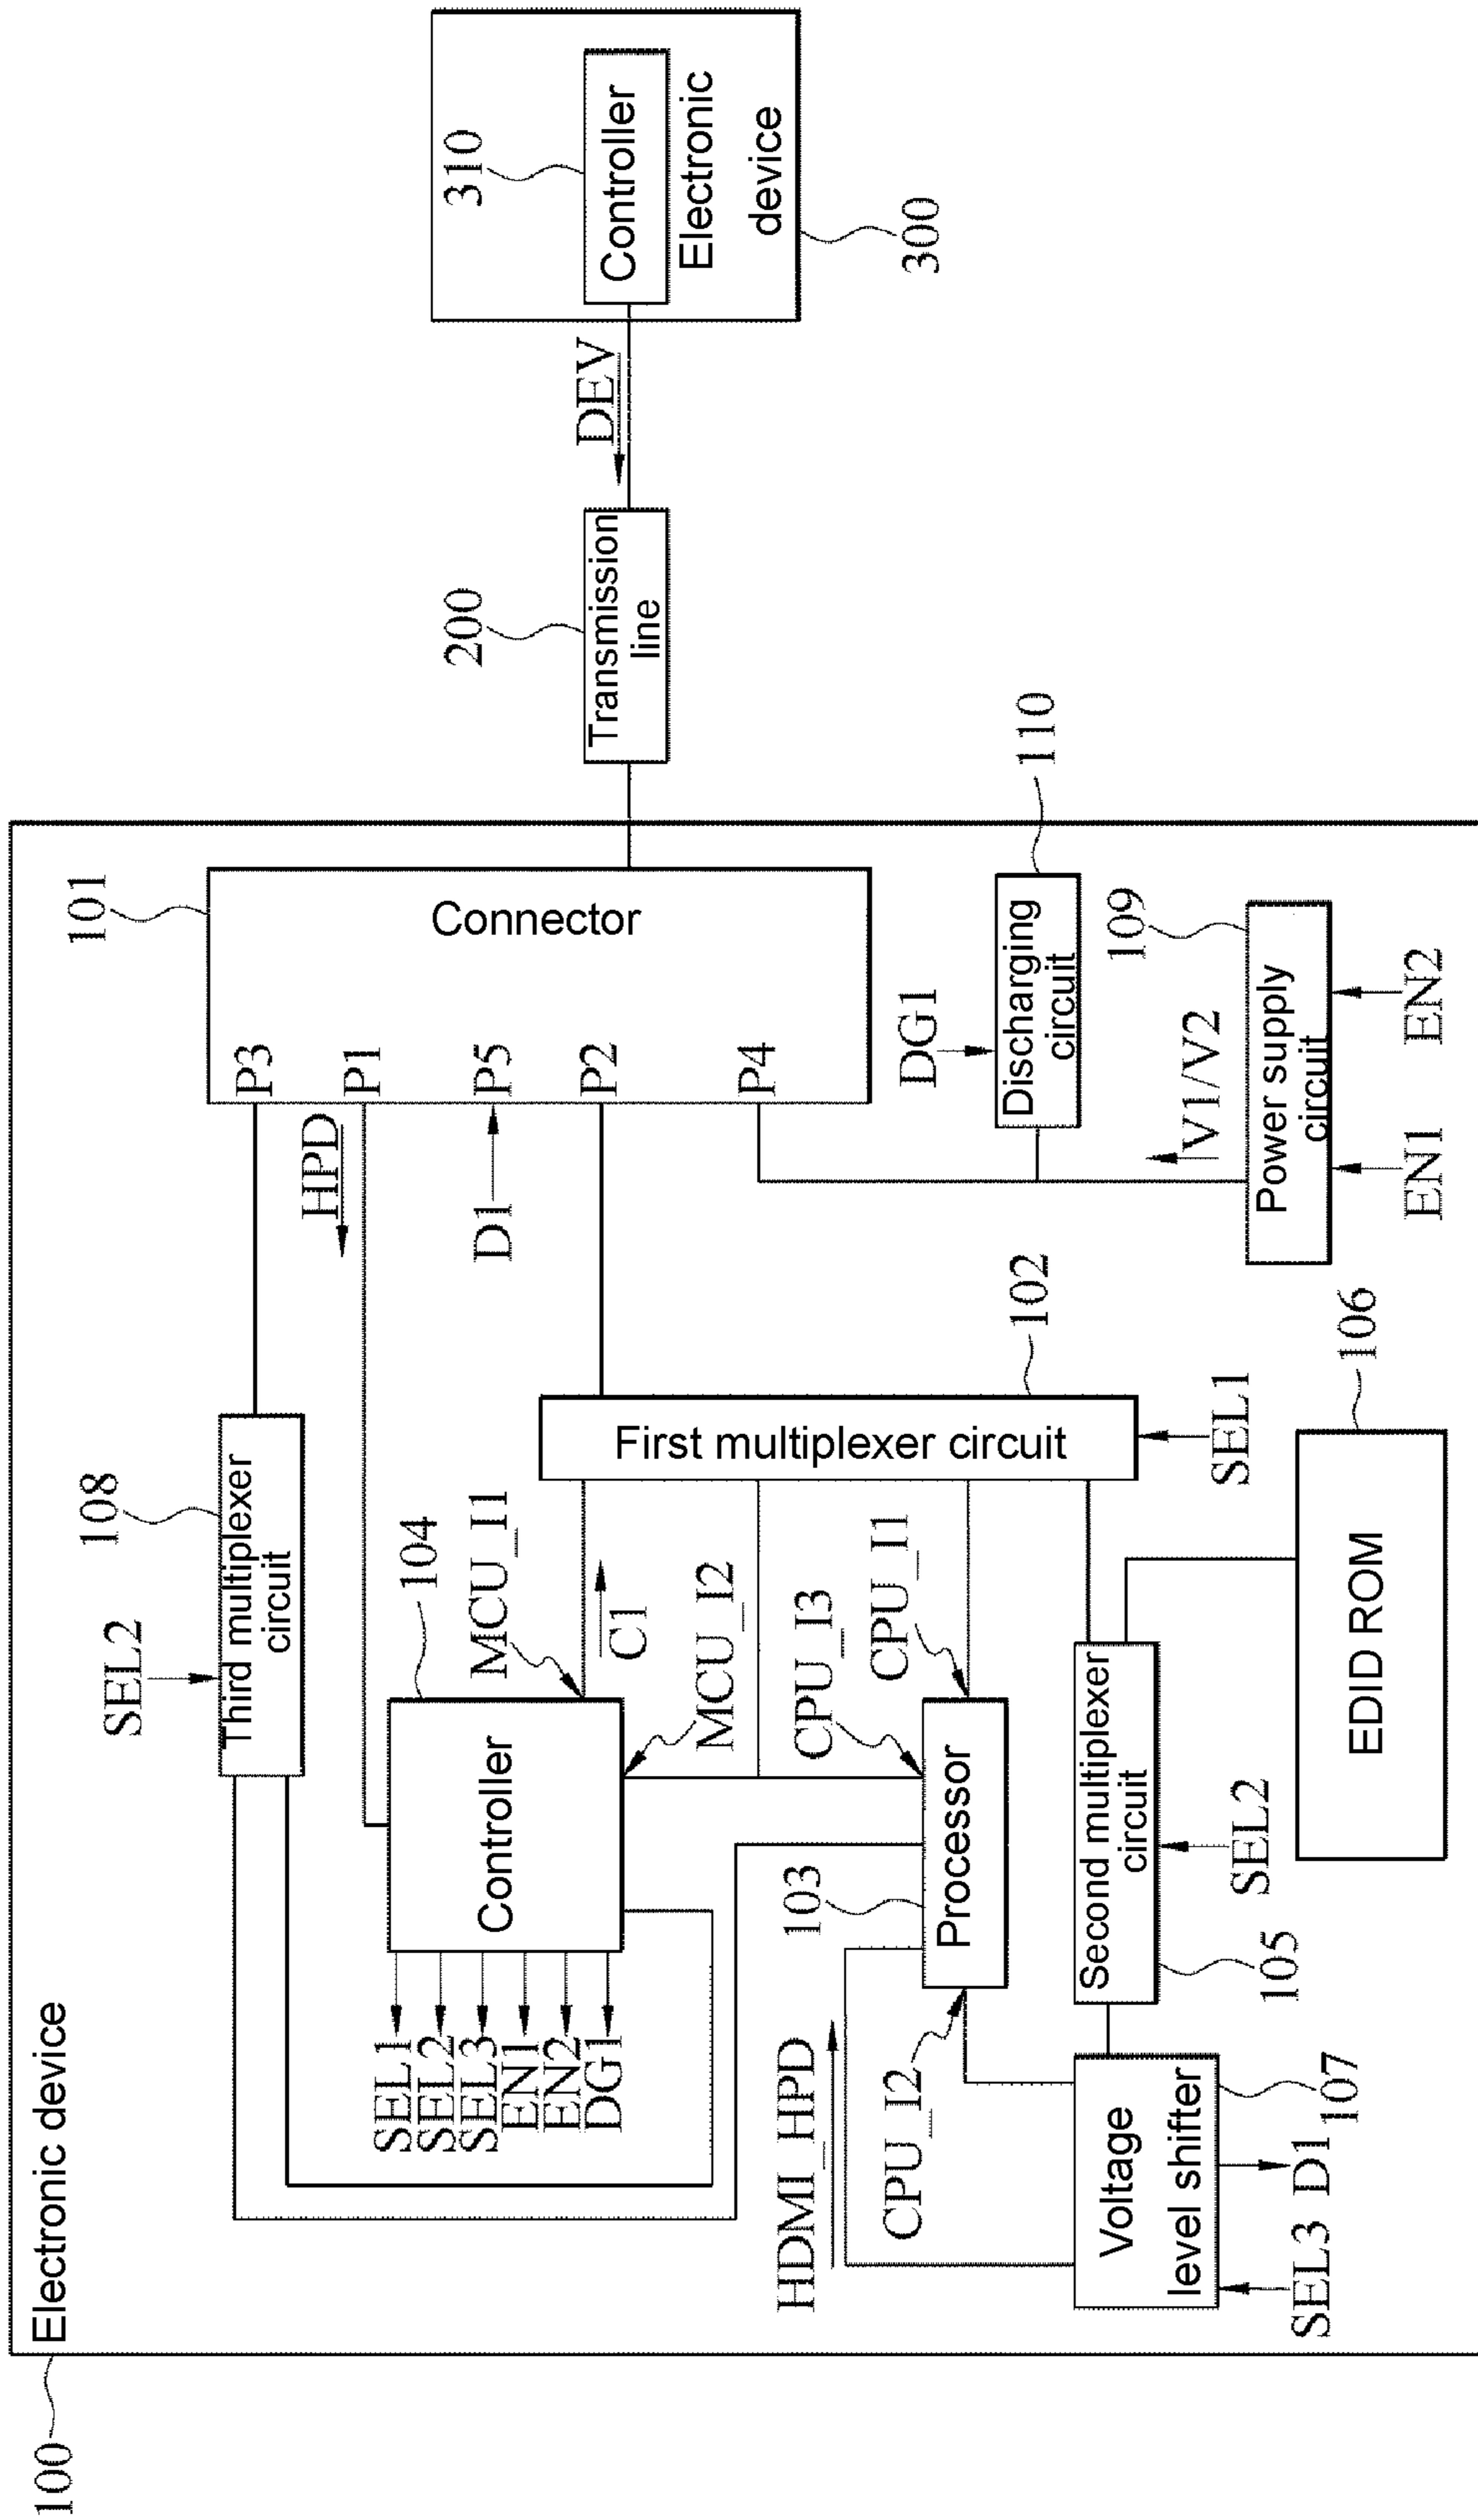 100
Electronic device
SEL2
108
Third multiplexer
circuit
101
Connector
P3
P1
P5
P2
P4
HPD
D1
200
Transmission
line
DEV
310
Controller
Electronic
device
300
104
Controller
SEL1
SEL2
SEL3
EN1
EN2
DG1
MCU_I1
C1
MCU_I2
CPU_I3
CPU_I1
First multiplexer circuit
102
SEL1
DG1
Discharging
circuit
110
V1/V2
109
Power supply
circuit
EN1
EN2
HDMI_HPD
103
Processor
CPU_I2
Voltage
level shifter
107
SEL3
D1
Second multiplexer
circuit
105
SEL2
EDID ROM
106